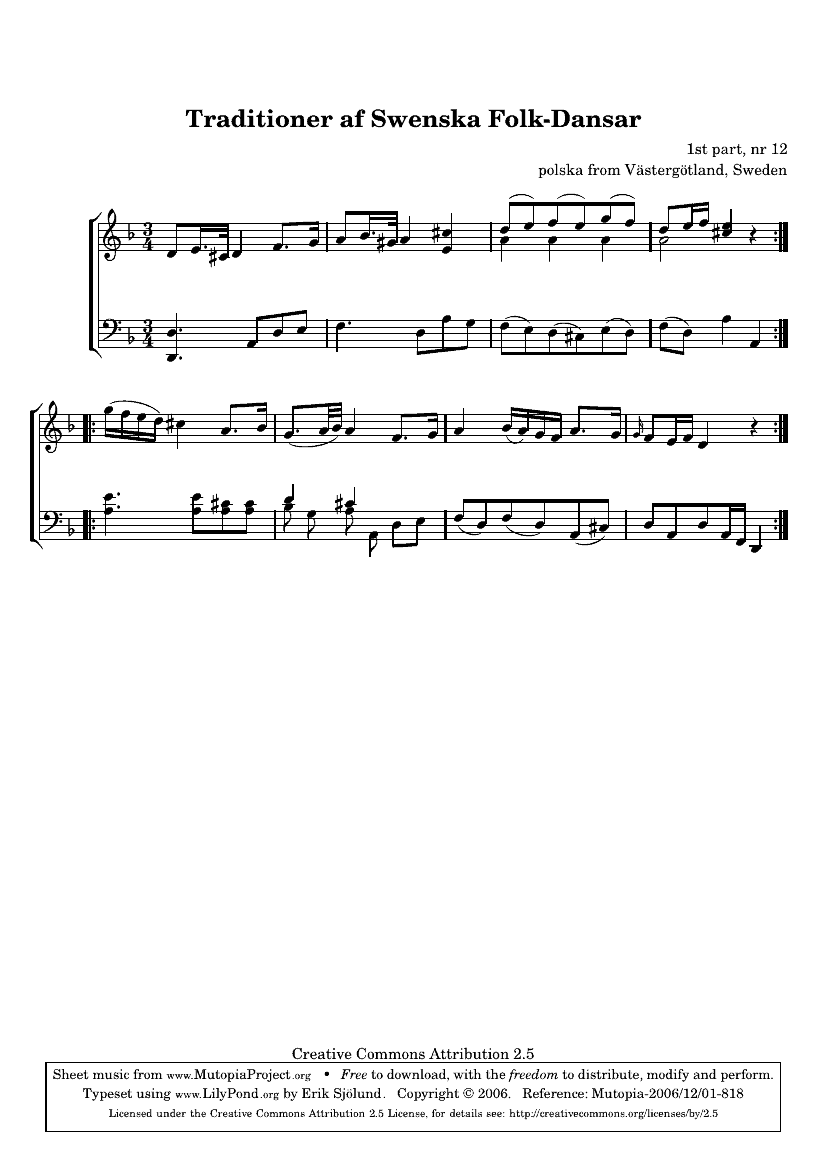 Traditioner af Swenska Folk-Dansar
1st part, nr 12
polska from Västergötland, Sweden
Creative Commons Attribution 2.5
Sheet music from www.MutopiaProject.org • Free to download, with the freedom to distribute, modify and perform.
Typeset using www.LilyPond.org by Erik Sjölund. Copyright © 2006. Reference: Mutopia-2006/12/01-818
Licensed under the Creative Commons Attribution 2.5 License, for details see: http://creativecommons.org/licenses/by/2.5